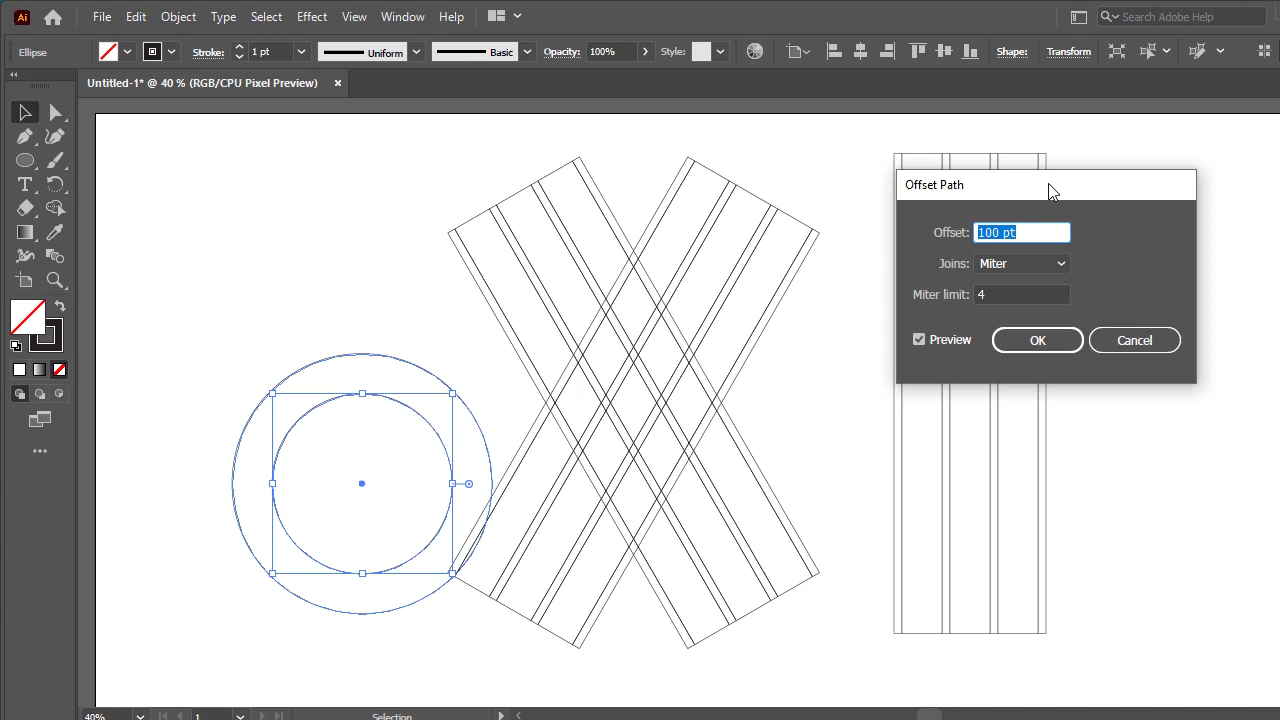 Ai File Edit Object Type Select Effect View Window Help Search Adobe Help
Ellipse Stroke: 1 pt Uniform Basic Opacity: 100% Style: Shape: Transform
Untitled-1* @ 40 % (RGB/CPU Pixel Preview) ×
Offset Path
Offset: 100 pt
Joins: Miter
Miter limit: 4
Preview OK Cancel
40% 1 Selection